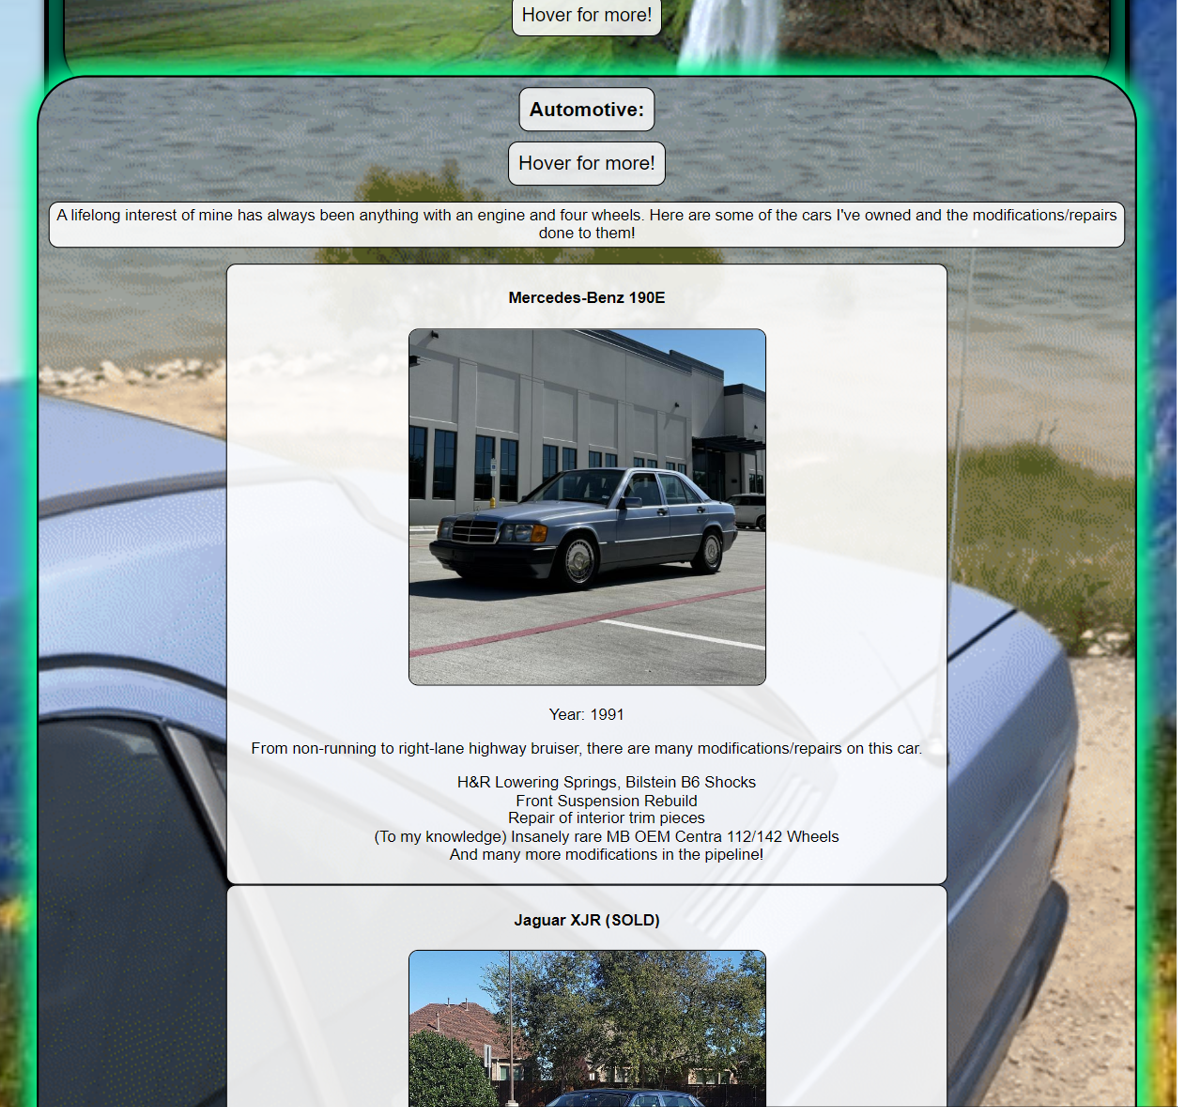 Hover for more!
Automotive:
Hover for more!
A lifelong interest of mine has always been anything with an engine and four wheels. Here are some of the cars I've owned and the modifications/repairs
done to them!
Mercedes-Benz 190E
Year: 1991
From non-running to right-lane highway bruiser, there are many modifications/repairs on this car.
H&R Lowering Springs, Bilstein B6 Shocks
Front Suspension Rebuild
Repair of interior trim pieces
(To my knowledge) Insanely rare MB OEM Centra 112/142 Wheels
And many more modifications in the pipeline!
Jaguar XJR (SOLD)